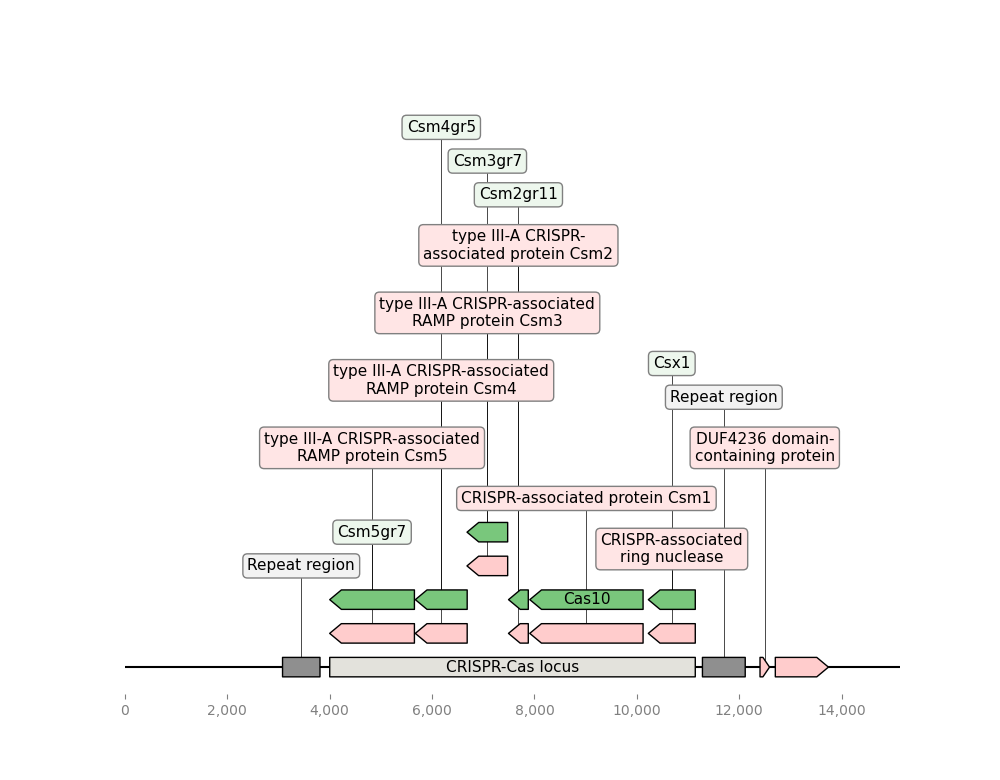 Csm4gr5
Csm3gr7
Csm2gr11
type III-A CRISPR-
associated protein Csm2
type III-A CRISPR-associated
RAMP protein Csm3
Csx1
type III-A CRISPR-associated
RAMP protein Csm4
Repeat region
type III-A CRISPR-associated
RAMP protein Csm5
DUF4236 domain-
containing protein
CRISPR-associated protein Csm1
Csm5gr7
CRISPR-associated
ring nuclease
Repeat region
Cas10
CRISPR-Cas locus
0 2,000 4,000 6,000 8,000 10,000 12,000 14,000